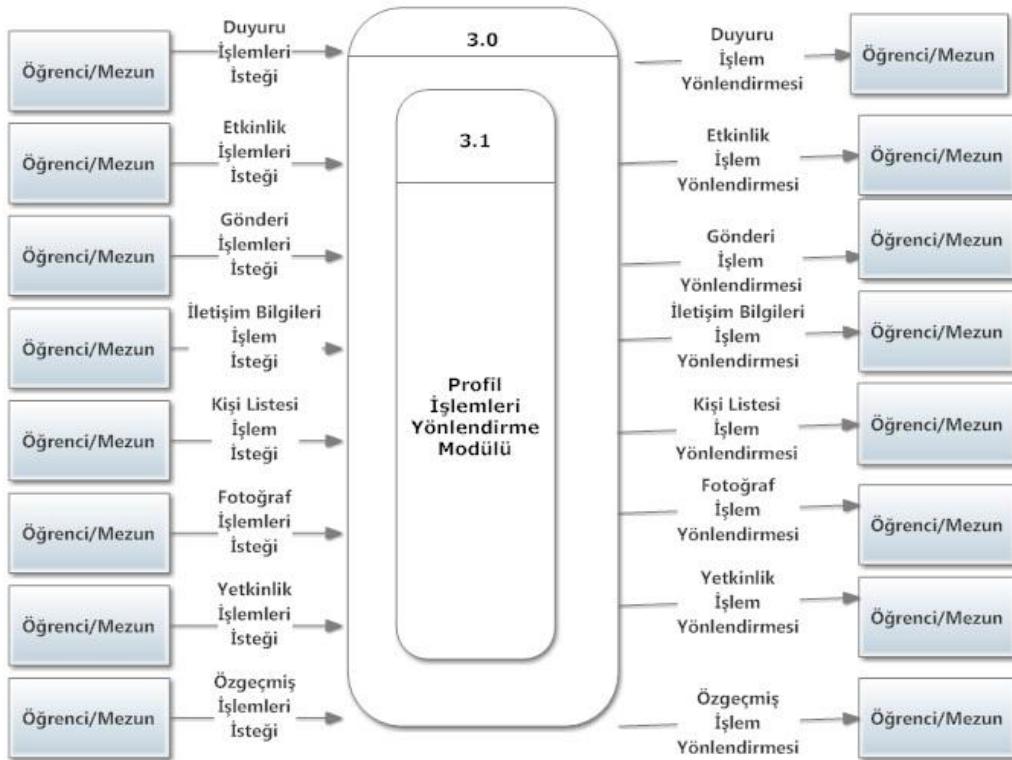 Öğrenci/Mezun
Duyuru
İşlemleri
İsteği
Öğrenci/Mezun
Etkinlik
İşlemleri
İsteği
Öğrenci/Mezun
Gönderi
İşlemleri
İsteği
Öğrenci/Mezun
İletişim Bilgileri
İşlem
İsteği
Öğrenci/Mezun
Kişi Listesi
İşlem
İsteği
Öğrenci/Mezun
Fotoğraf
İşlemleri
İsteği
Öğrenci/Mezun
Yetkinlik
İşlemleri
İsteği
Öğrenci/Mezun
Özgeçmiş
İşlemleri
İsteği
3.0
3.1
Profil
İşlemleri
Yönlendirme
Modülü
Duyuru
İşlem
Yönlendirmesi
Öğrenci/Mezun
Etkinlik
İşlem
Yönlendirmesi
Öğrenci/Mezun
Gönderi
İşlem
Yönlendirmesi
Öğrenci/Mezun
İletişim Bilgileri
İşlem
Yönlendirmesi
Öğrenci/Mezun
Kişi Listesi
İşlem
Yönlendirmesi
Öğrenci/Mezun
Fotoğraf
İşlem
Yönlendirmesi
Öğrenci/Mezun
Yetkinlik
İşlem
Yönlendirmesi
Öğrenci/Mezun
Özgeçmiş
İşlem
Yönlendirmesi
Öğrenci/Mezun